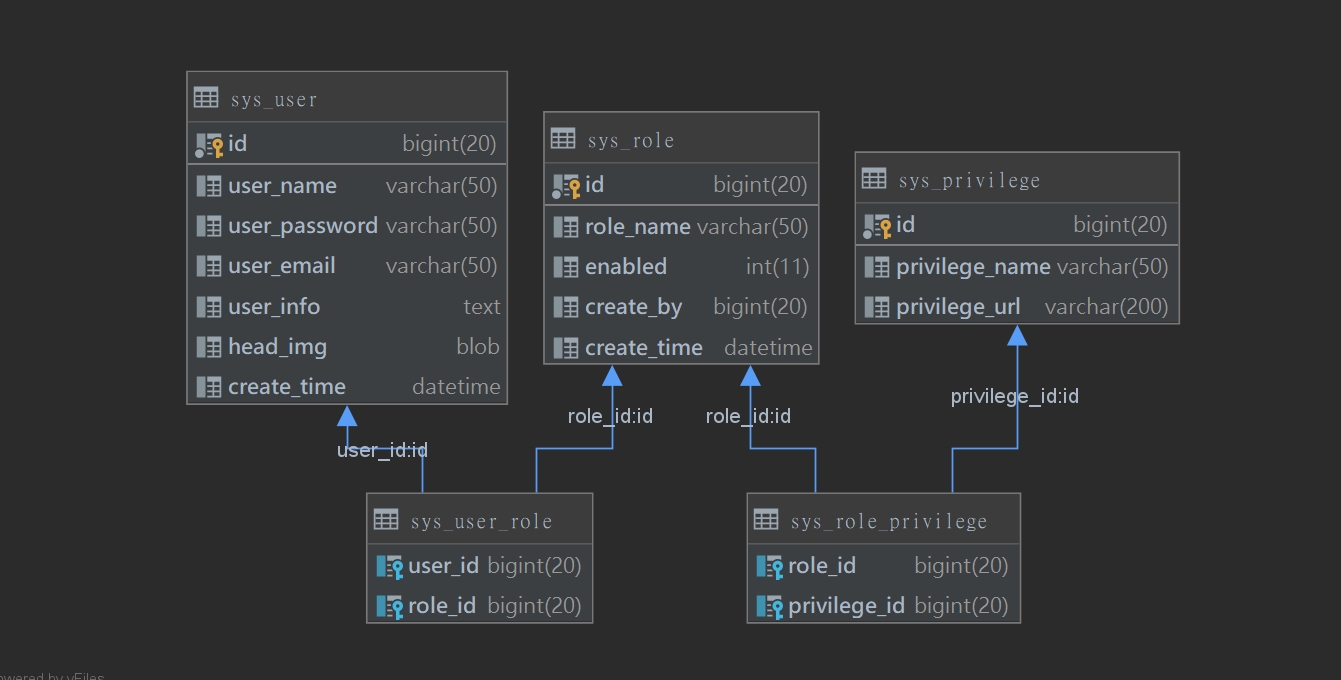 sys_user
id bigint(20)
user_name varchar(50)
user_password varchar(50)
user_email varchar(50)
user_info text
head_img blob
create_time datetime
sys_role
id bigint(20)
role_name varchar(50)
enabled int(11)
create_by bigint(20)
create_time datetime
sys_privilege
id bigint(20)
privilege_name varchar(50)
privilege_url varchar(200)
user_id:id
role_id:id
role_id:id
privilege_id:id
sys_user_role
user_id bigint(20)
role_id bigint(20)
sys_role_privilege
role_id bigint(20)
privilege_id bigint(20)
by yFiles